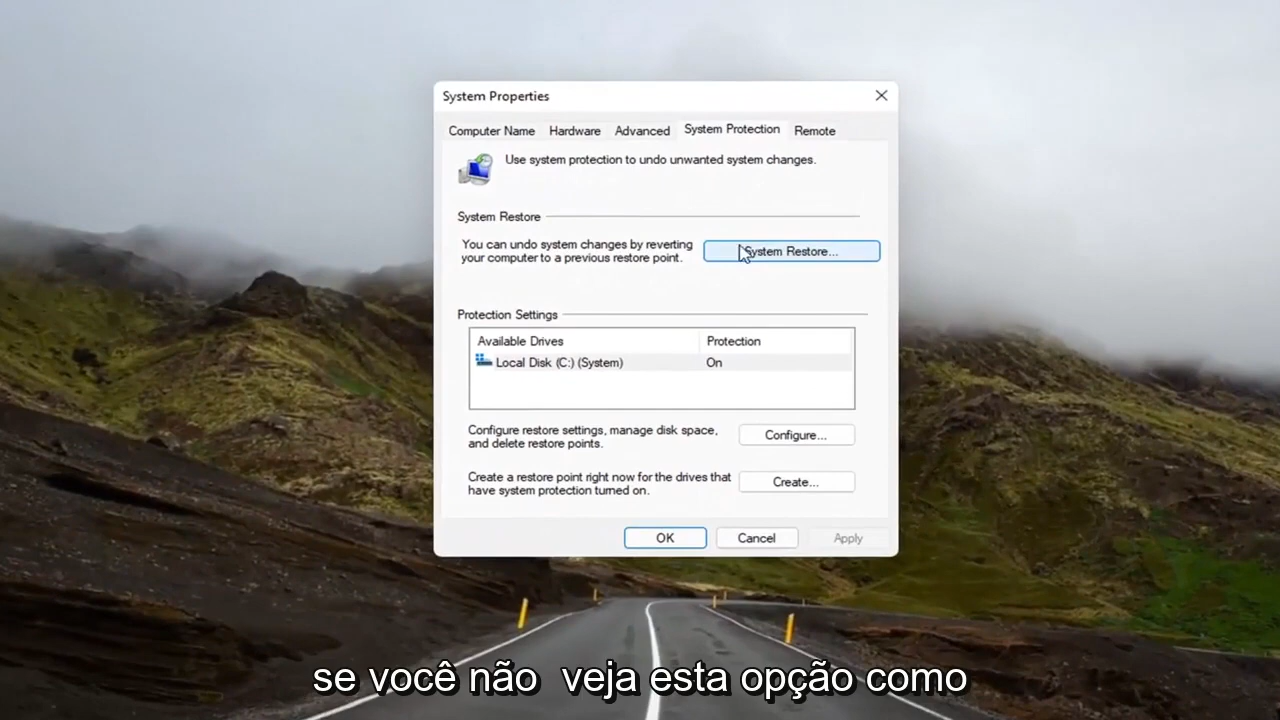 System Properties
Computer Name Hardware Advanced System Protection Remote
Use system protection to undo unwanted system changes.
System Restore
You can undo system changes by reverting
your computer to a previous restore point.
System Restore...
Protection Settings
Available Drives Protection
Local Disk (C:) (System) On
Configure restore settings, manage disk space,
and delete restore points.
Configure...
Create a restore point right now for the drives that
have system protection turned on.
Create...
OK Cancel Apply
se você não veja esta opção como